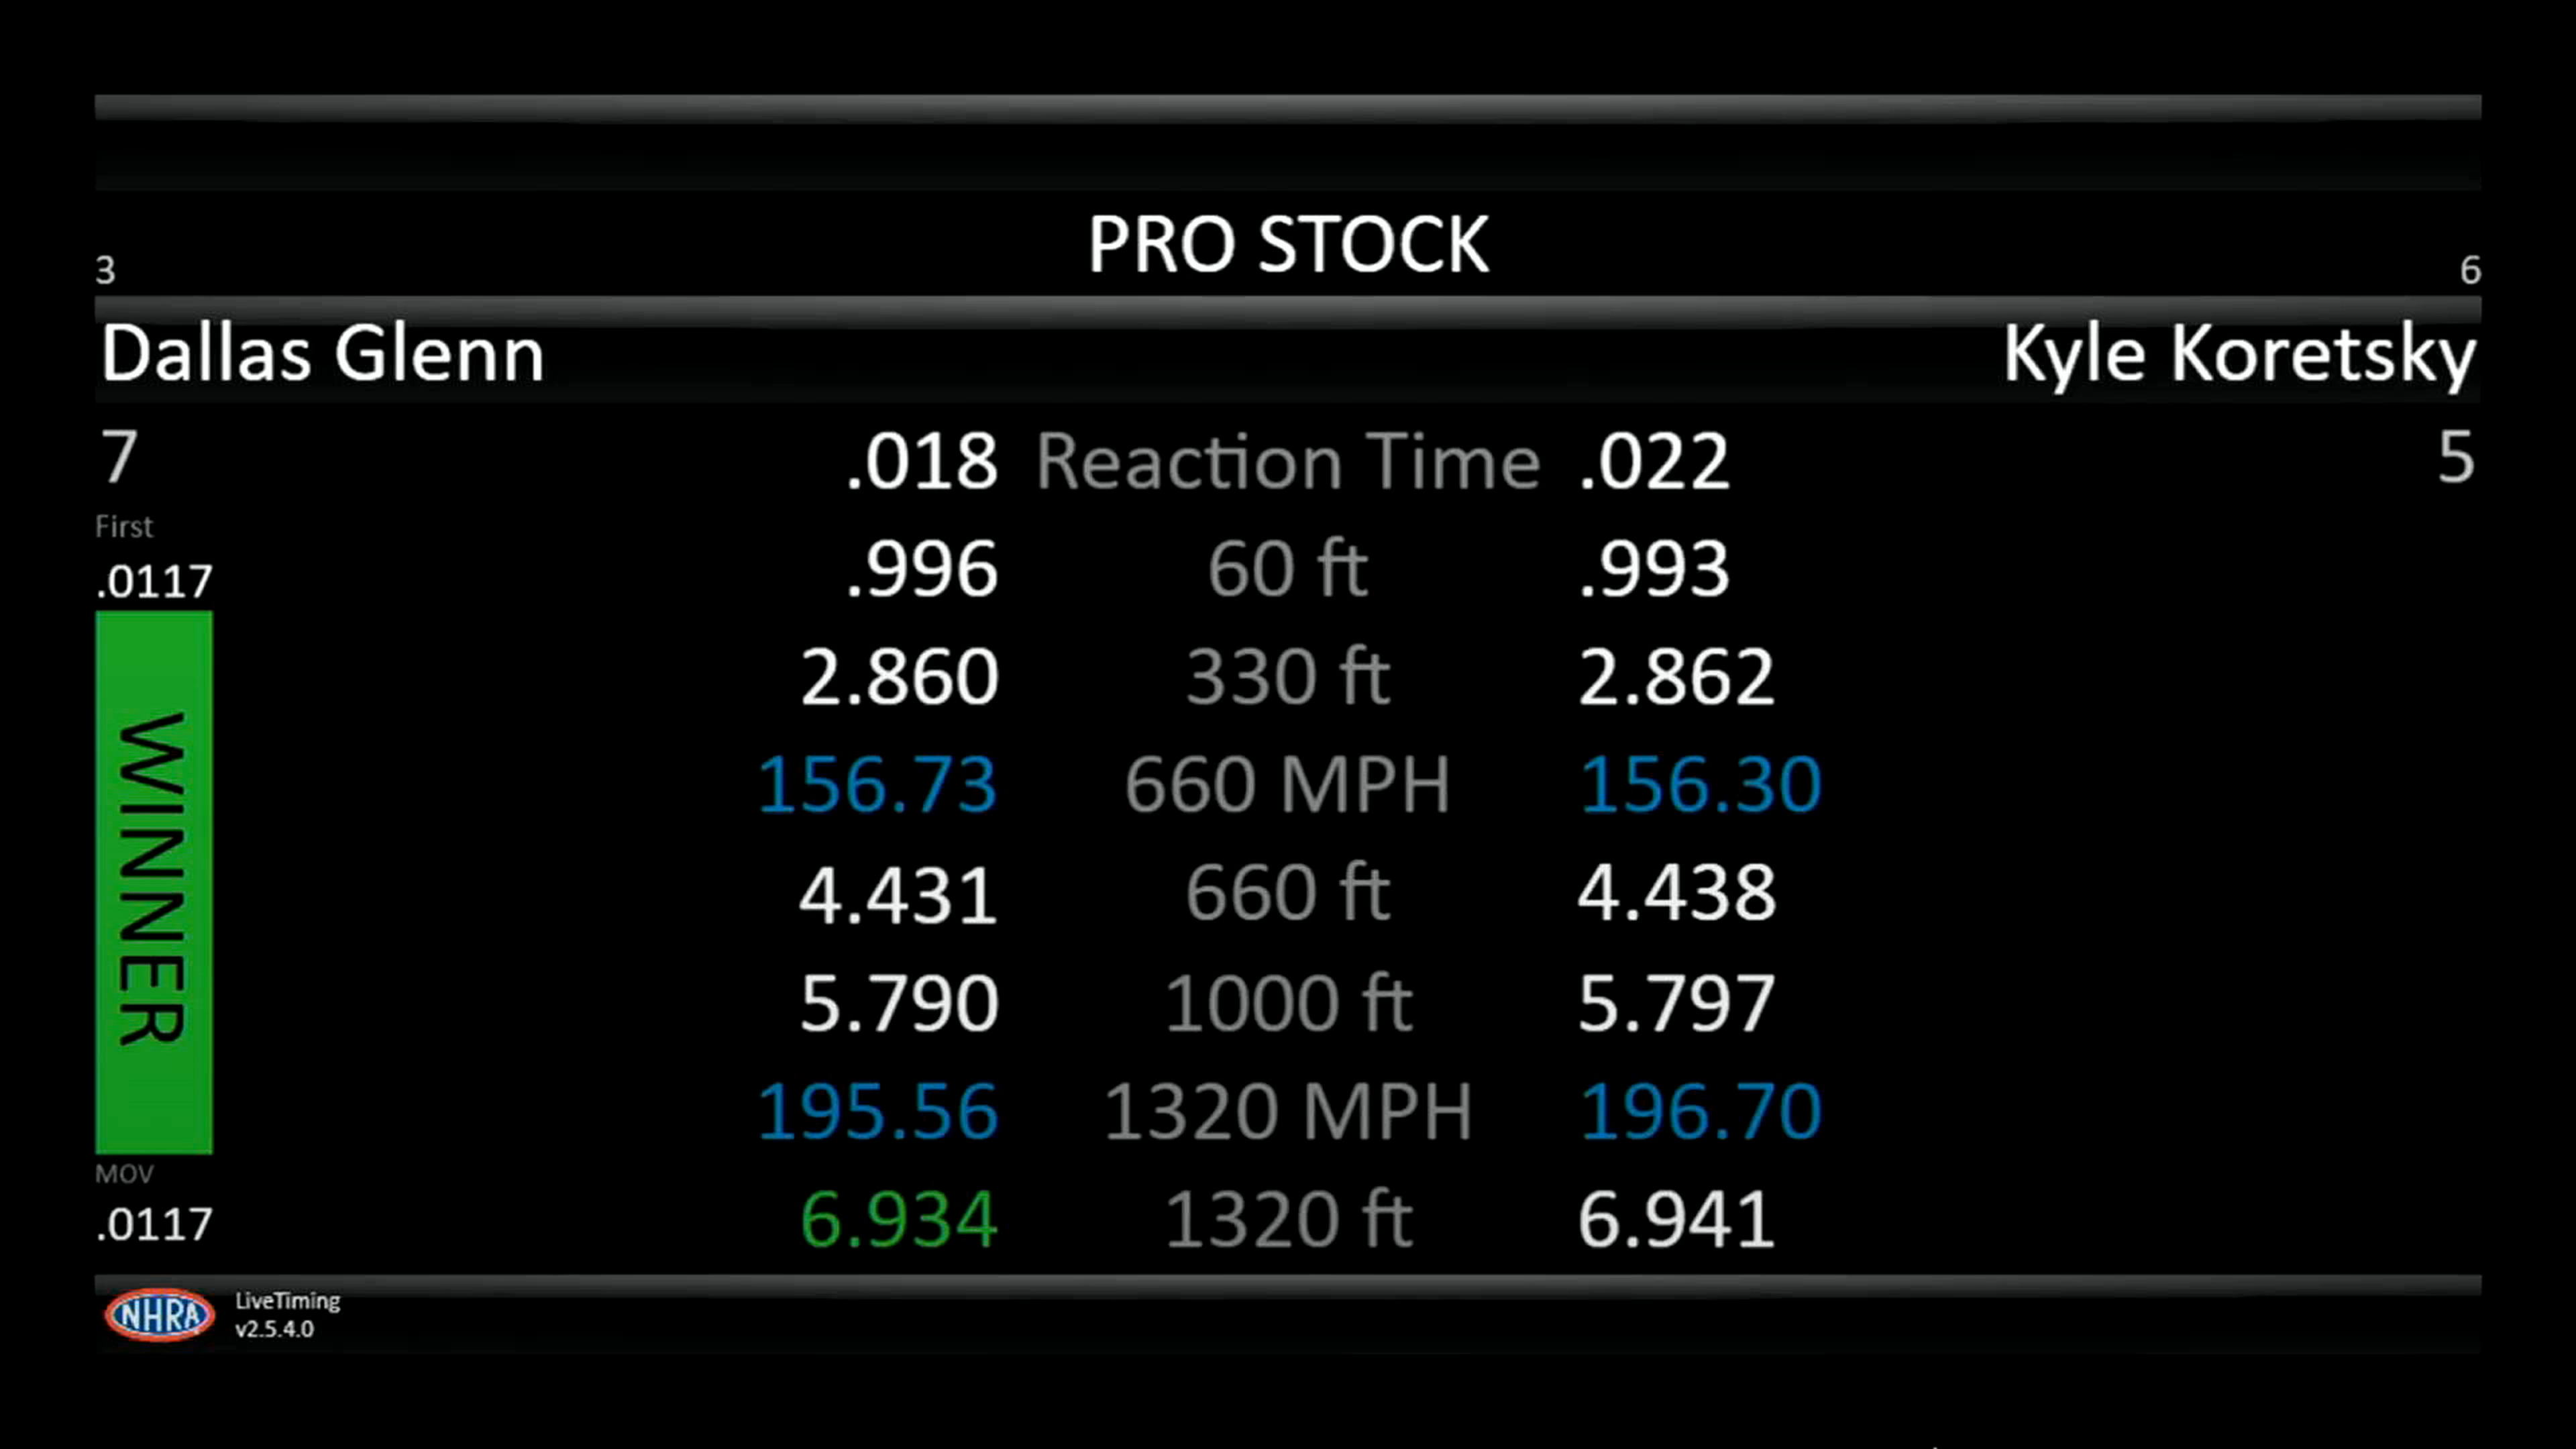 PRO STOCK
3 6
Dallas Glenn Kyle Koretsky
7 .018 Reaction Time .022 5
First
.0117
.996 60 ft .993
2.860 330 ft 2.862
156.73 660 MPH 156.30
WINNER
4.431 660 ft 4.438
5.790 1000 ft 5.797
195.56 1320 MPH 196.70
MOV
.0117
6.934 1320 ft 6.941
NHRA
LiveTiming
v2.5.4.0